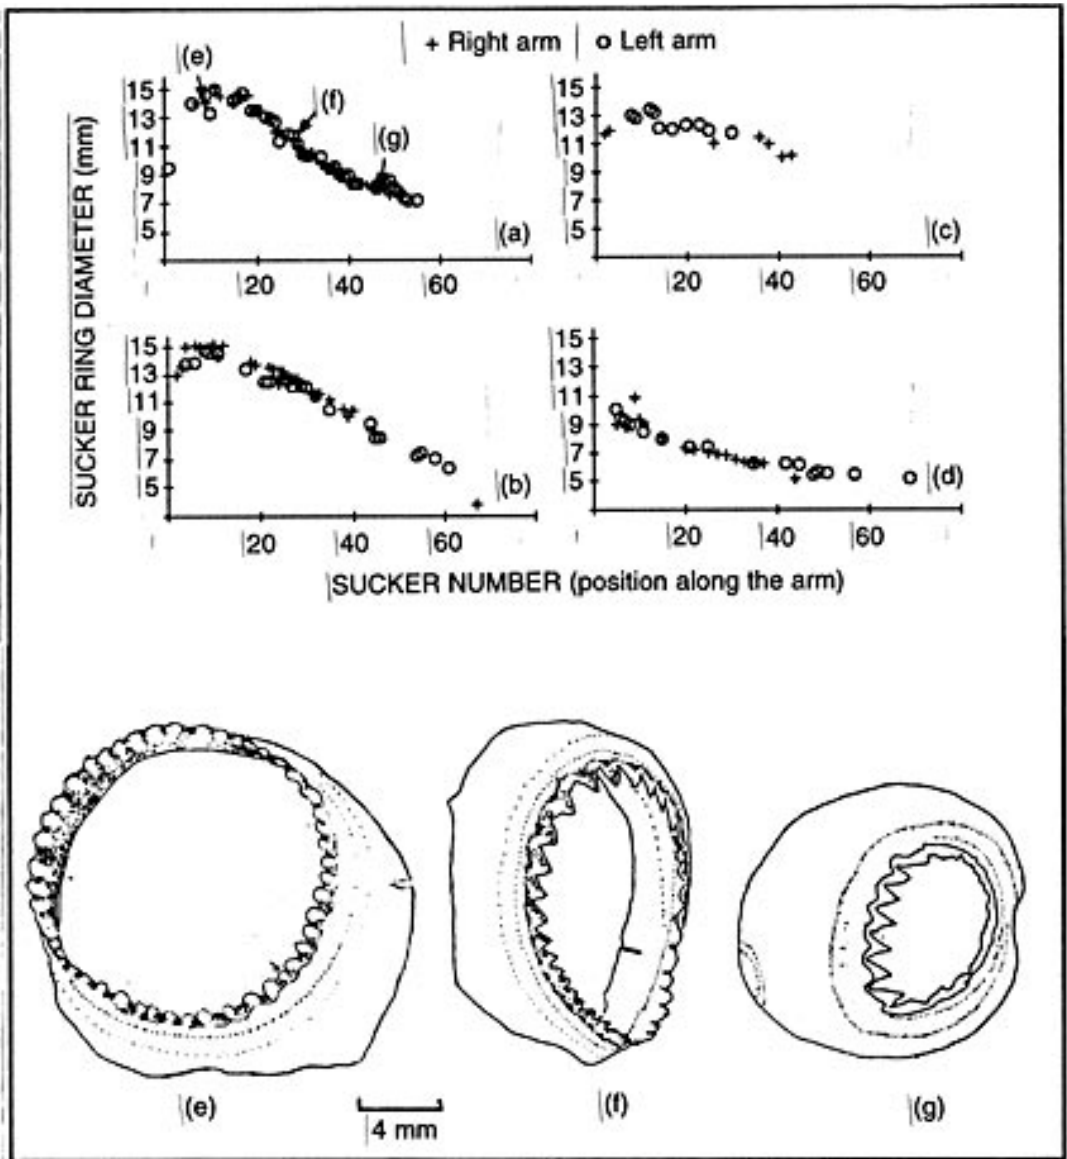 + Right arm o Left arm
SUCKER RING DIAMETER (mm)
(e)
(f)
(g)
15
13
11
9
7
5
(a)
20 40 60
15
13
11
9
7
5
(c)
20 40 60
15
13
11
9
7
5
(b)
20 40 60
15
13
11
9
7
5
(d)
20 40 60
SUCKER NUMBER (position along the arm)
(e)
4 mm
(f)
(g)